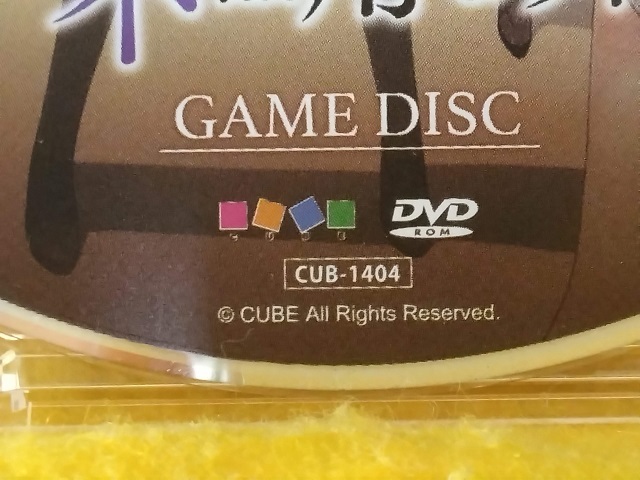 GAME DISC
DVD
ROM
CUB-1404
© CUBE All Rights Reserved.